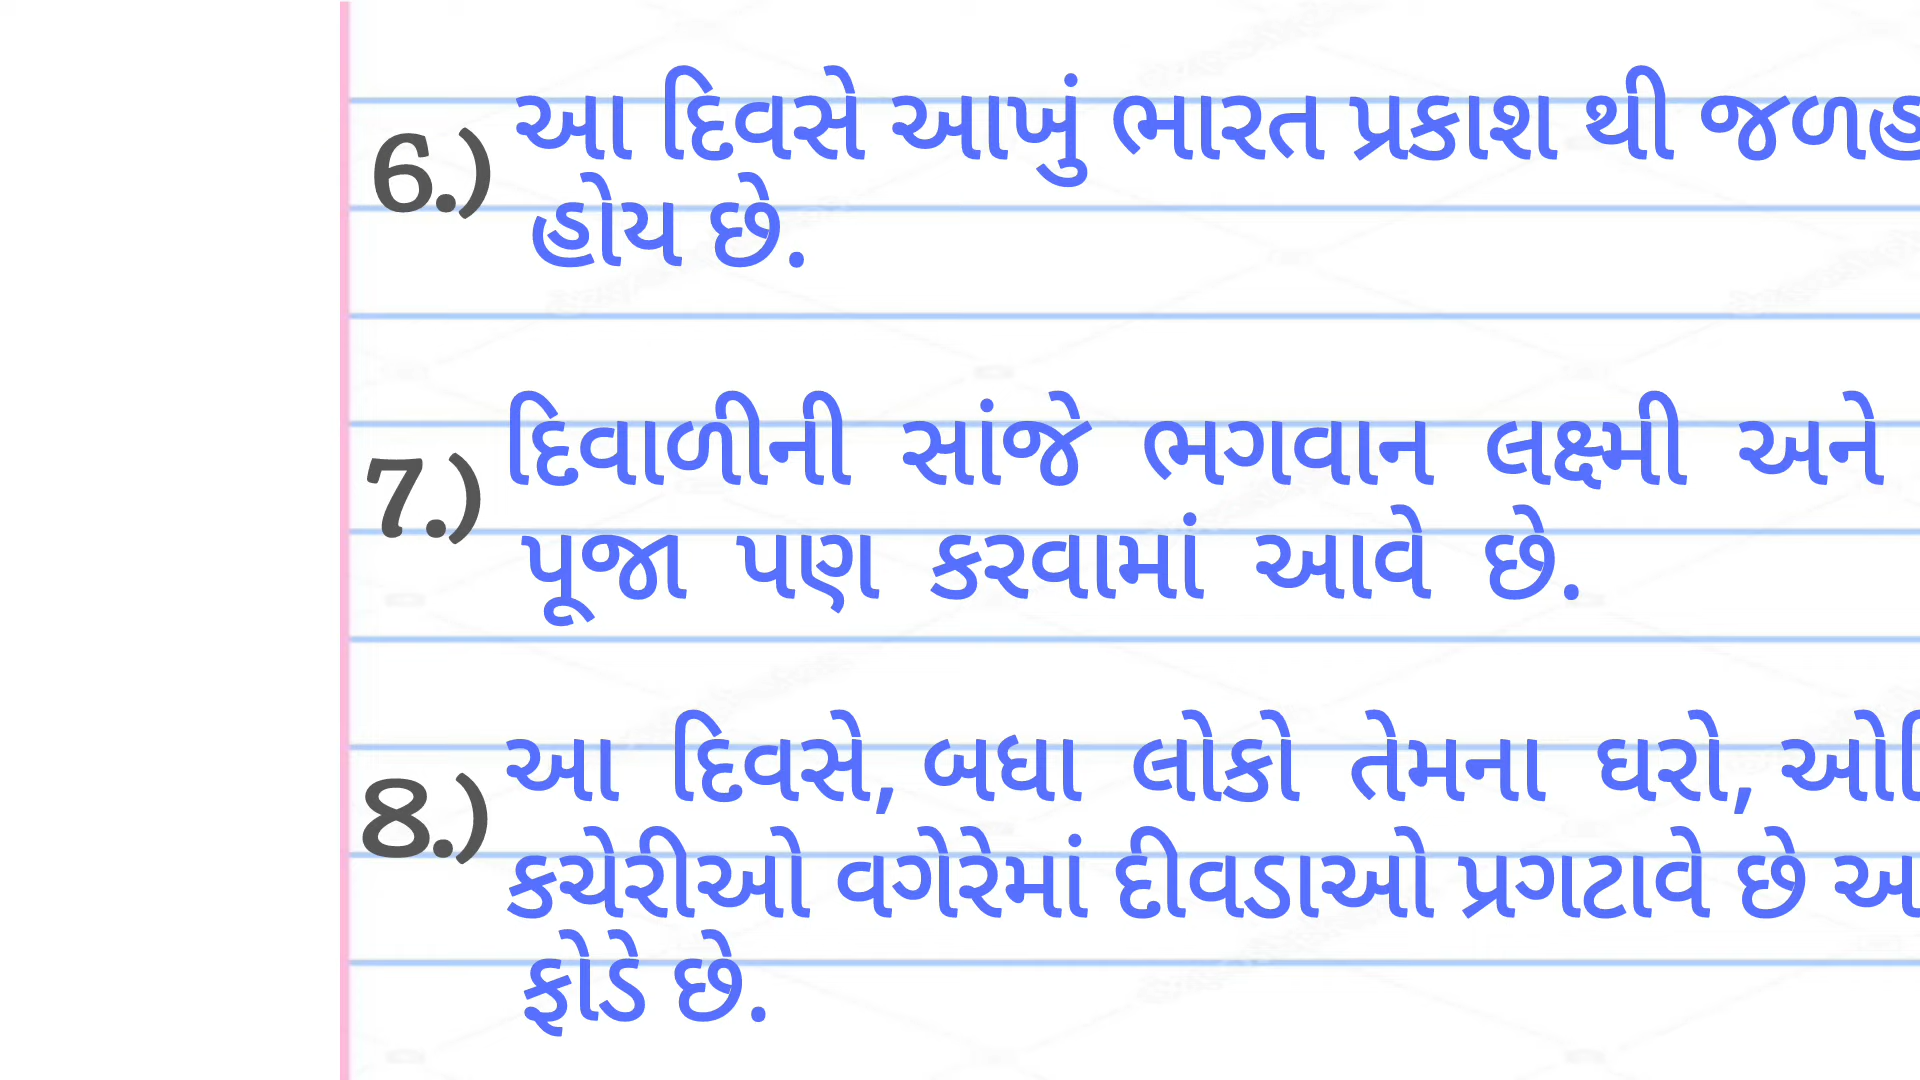 6.) આ દિવસે આખું ભારત પ્રકાશ થી
હોય છે.
7.) દિવાળીની સાંજે ભગવાન લક્ષ્મી અને
પૂજા પણ કરવામાં આવે છે.
8.) આ દિવસે, બધા લોકો તેમના ઘરો,
કચેરીઓ વગેરેમાં દીવડાઓ પ્રગટાવે છે
ફોડે છે.